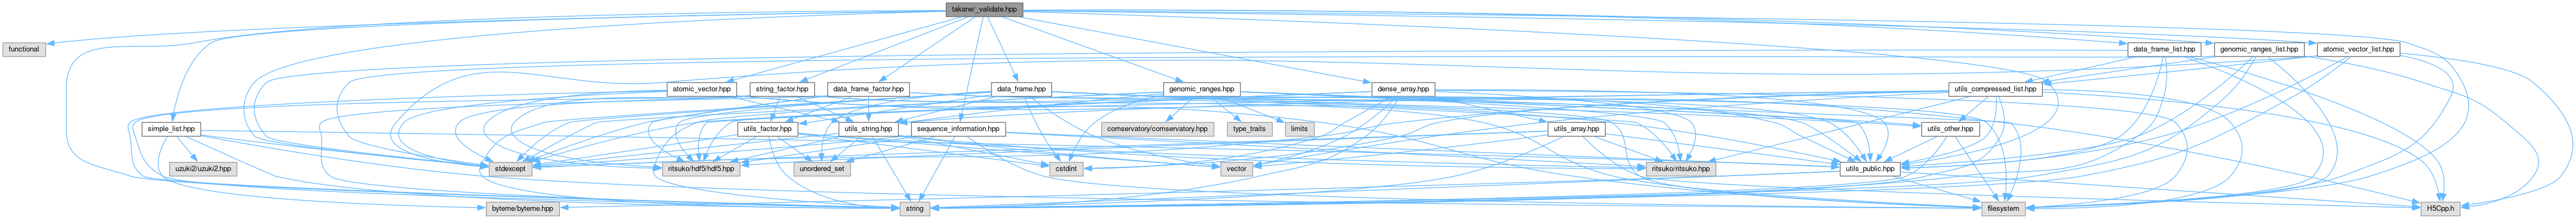 takane/_validate.hpp
functional
data_frame_list.hpp
genomic_ranges_list.hpp
atomic_vector_list.hpp
atomic_vector.hpp
string_factor.hpp
data_frame_factor.hpp
data_frame.hpp
genomic_ranges.hpp
dense_array.hpp
utils_compressed_list.hpp
simple_list.hpp
utils_factor.hpp
utils_string.hpp
sequence_information.hpp
comservatory/comservatory.hpp
type_traits
limits
utils_array.hpp
utils_other.hpp
uzuki2/uzuki2.hpp
stdexcept
ritsuko/hdf5/hdf5.hpp
unordered_set
cstdint
vector
ritsuko/ritsuko.hpp
utils_public.hpp
byteme/byteme.hpp
string
filesystem
H5Cpp.h